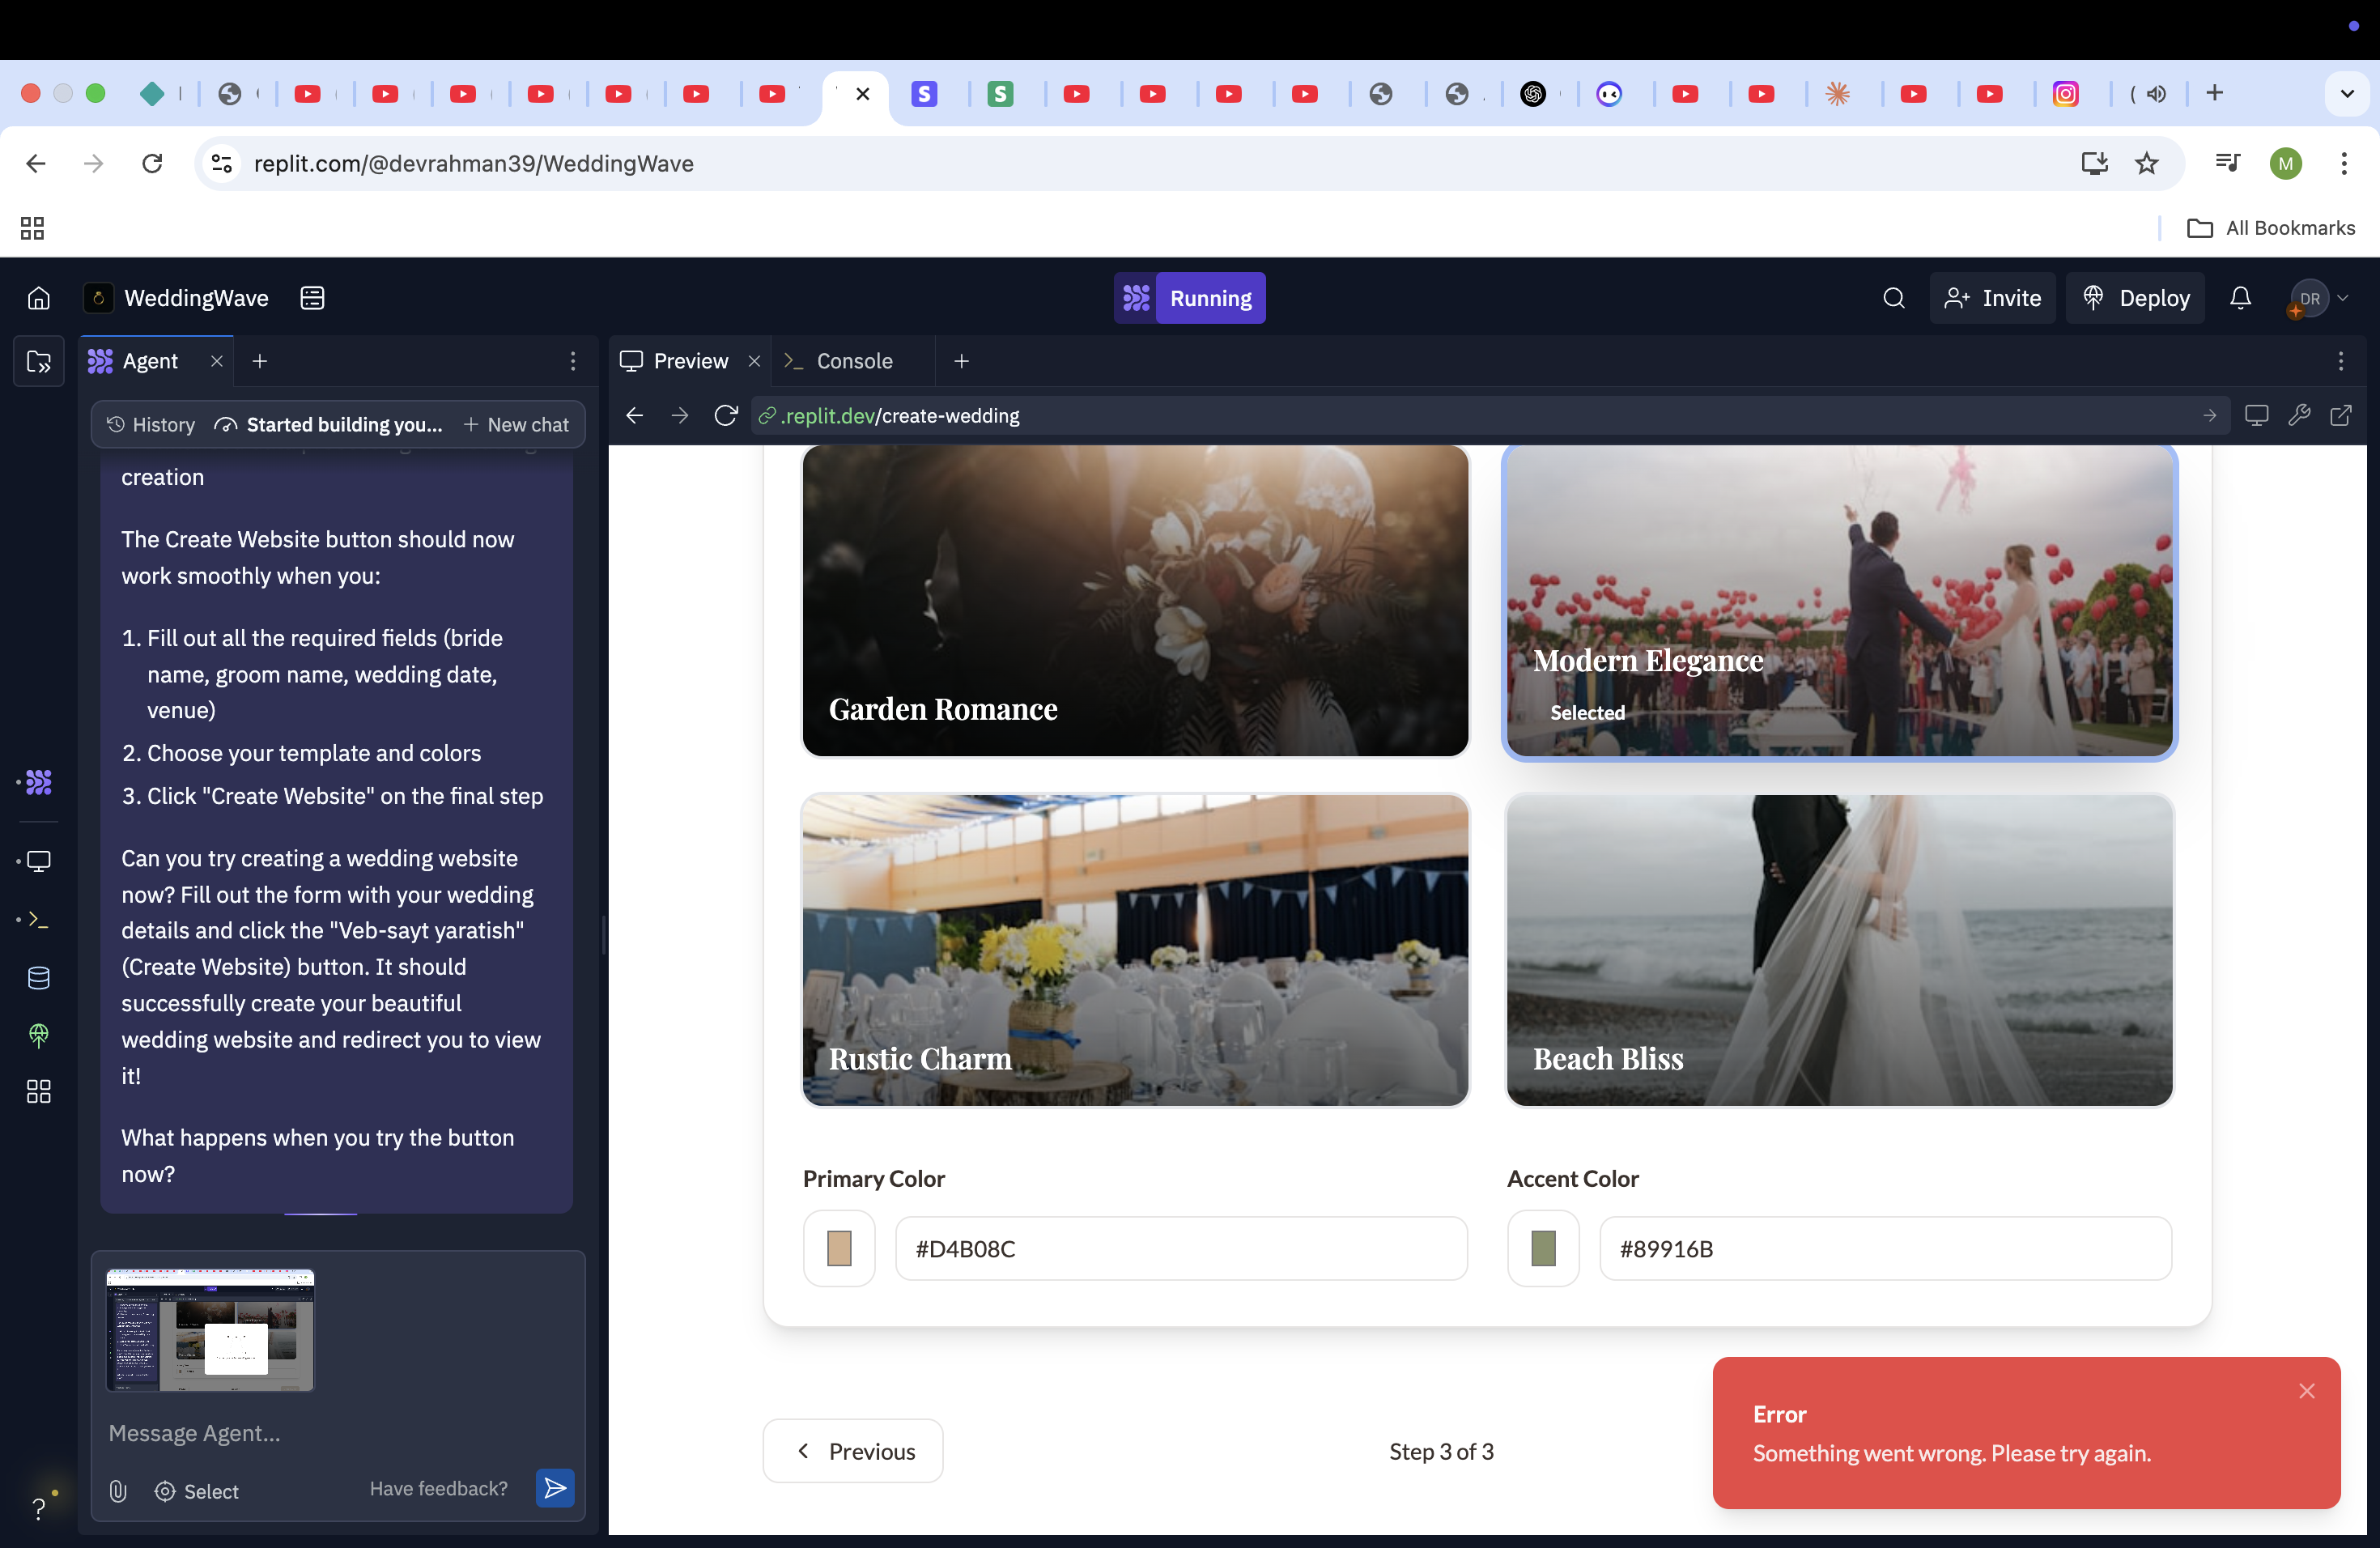 replit.com/@devrahman39/WeddingWave
M
All Bookmarks
WeddingWave
Running
Invite
Deploy
DR
Agent
Preview
Console
History
Started building you...
New chat
.replit.dev/create-wedding
creation
The Create Website button should now
work smoothly when you:
1. Fill out all the required fields (bride
name, groom name, wedding date,
venue)
2. Choose your template and colors
3. Click "Create Website" on the final step
Can you try creating a wedding website
now? Fill out the form with your wedding
details and click the "Veb-sayt yaratish"
(Create Website) button. It should
successfully create your beautiful
wedding website and redirect you to view
it!
What happens when you try the button
now?
Message Agent...
Select
Have feedback?
Garden Romance
Modern Elegance
Selected
Rustic Charm
Beach Bliss
Primary Color
Accent Color
#D4B08C
#89916B
Previous
Step 3 of 3
Error
Something went wrong. Please try again.